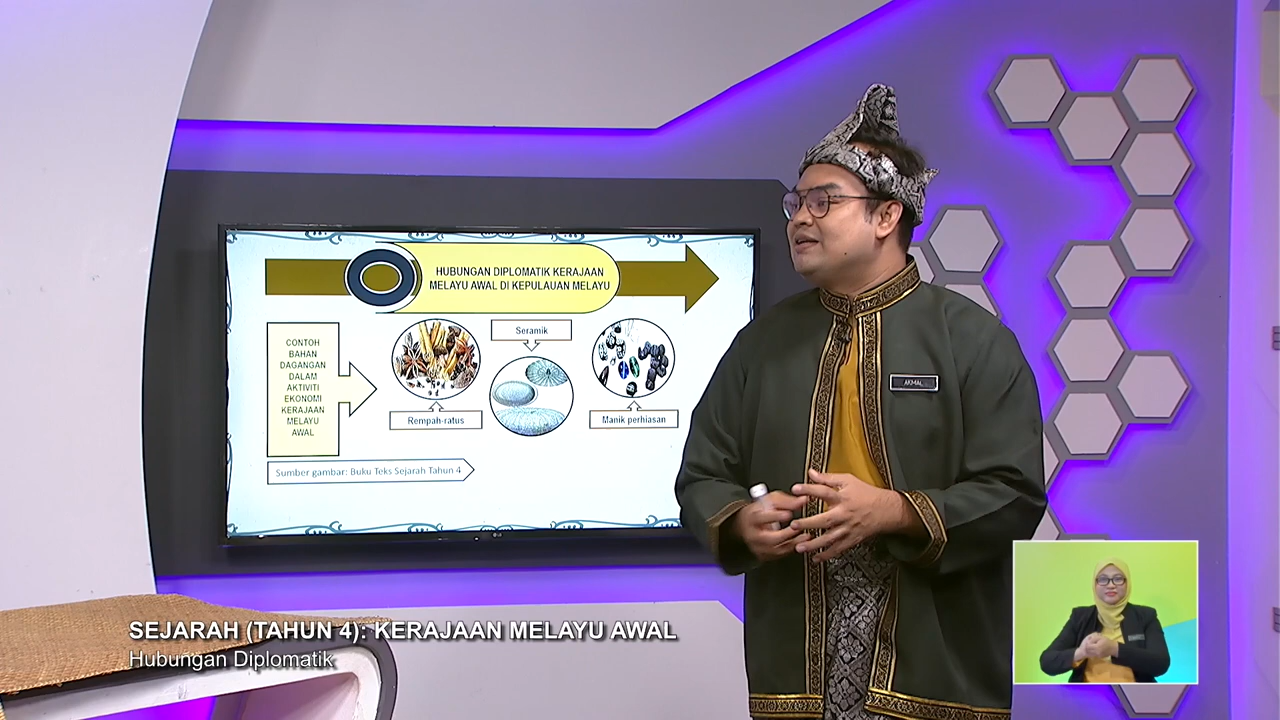 HUBUNGAN DIPLOMATIK KERAJAAN
MELAYU AWAL DI KEPULAUAN MELAYU
CONTOH
BAHAN
DAGANGAN
DALAM
AKTIVITI
EKONOMI
KERAJAAN
MELAYU
AWAL
Seramik
Rempah-ratus
Manik perhiasan
Sumber gambar: Buku Teks Sejarah Tahun 4
LG
AKMAL
SEJARAH (TAHUN 4): KERAJAAN MELAYU AWAL
Hubungan Diplomatik